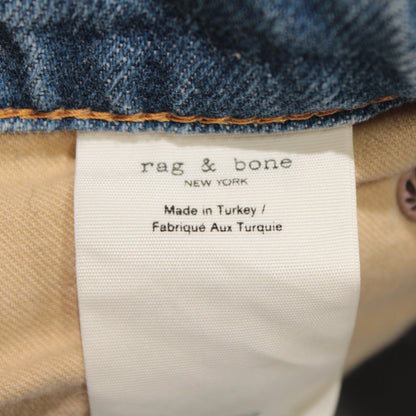 rag & bone
NEW YORK
Made in Turkey /
Fabriqué Aux Turquie